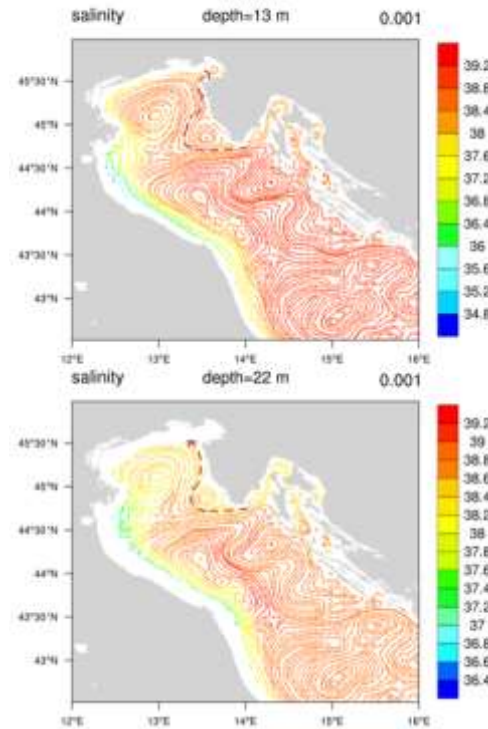 salinity depth=13 m 0.001
45°30'N
45°N
44°30'N
44°N
43°30'N
43°N
12°E 13°E 14°E 15°E 16°E
39.2
38.8
38.4
38
37.6
37.2
36.8
36.4
36
35.6
35.2
34.8
salinity depth=22 m 0.001
45°30'N
45°N
44°30'N
44°N
43°30'N
43°N
12°E 13°E 14°E 15°E 16°E
39.2
39
38.8
38.6
38.4
38.2
38
37.8
37.6
37.4
37.2
37
36.8
36.6
36.4